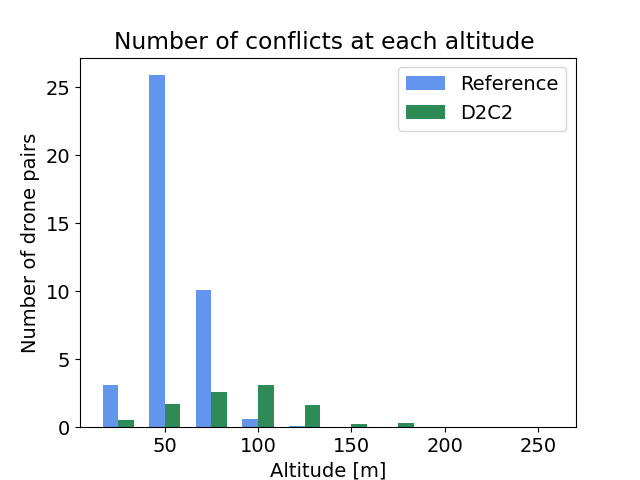 Number of conflicts at each altitude
Reference
D2C2
Number of drone pairs
25
20
15
10
5
0
50
100
150
200
250
Altitude [m]